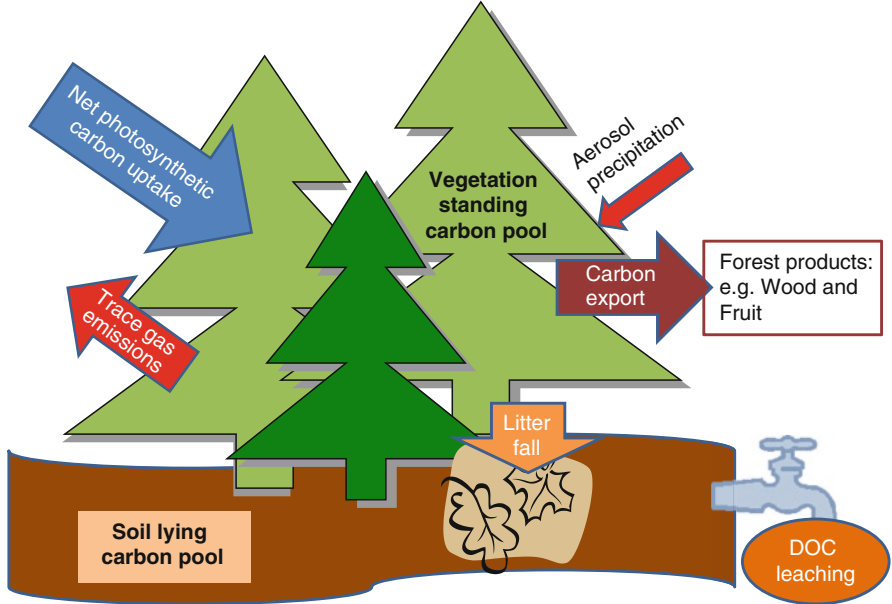 Net photosynthetic
carbon uptake
Trace gas
emissions
Vegetation
standing
carbon pool
Aerosol
precipitation
Carbon
export
Forest products:
e.g. Wood and
Fruit
Litter
fall
Soil lying
carbon pool
DOC
leaching